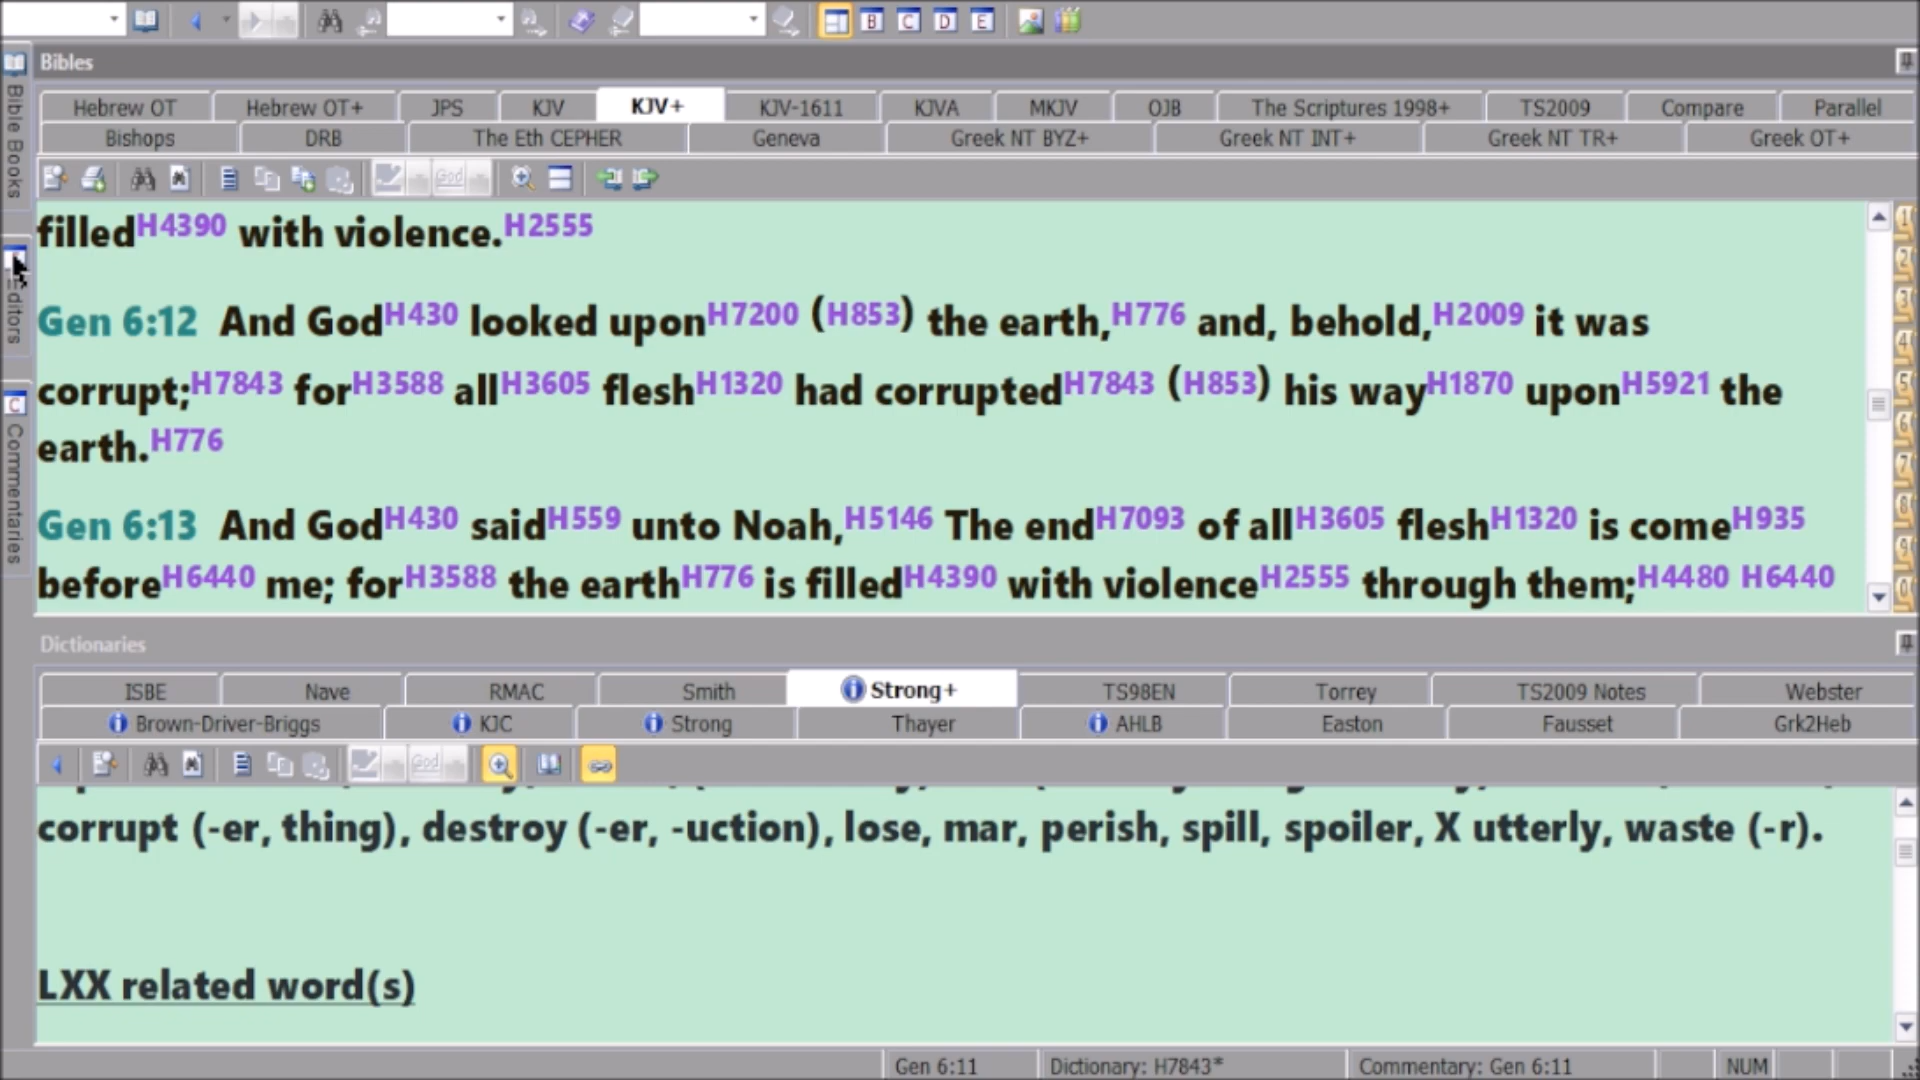 B C D E
Bibles
Hebrew OT Hebrew OT+ JPS KJV KJV+ KJV-1611 KJVA MKJV OJB The Scriptures 1998+ TS2009 Compare Parallel
Bishops DRB The Eth CEPHER Geneva Greek NT BYZ+ Greek NT INT+ Greek NT TR+ Greek OT+
Bible Books
Commentaries
God
filledH4390 with violence.H2555
Gen 6:12 And GodH430 looked uponH7200 (H853) the earth,H776 and, behold,H2009 it was
corrupt;H7843 forH3588 allH3605 fleshH1320 had corruptedH7843 (H853) his wayH1870 uponH5921 the
earth.H776
Gen 6:13 And GodH430 saidH559 unto Noah,H5146 The endH7093 of allH3605 fleshH1320 is comeH935
beforeH6440 me; forH3588 the earthH776 is filledH4390 with violenceH2555 through them;H4480 H6440
Dictionaries
ISBE Nave RMAC Smith Strong+ TS98EN Torrey TS2009 Notes Webster
Brown-Driver-Briggs KJC Strong Thayer AHLB Easton Fausset Grk2Heb
God
corrupt (-er, thing), destroy (-er, -uction), lose, mar, perish, spill, spoiler, X utterly, waste (-r).
LXX related word(s)
Gen 6:11 Dictionary: H7843* Commentary: Gen 6:11 NUM